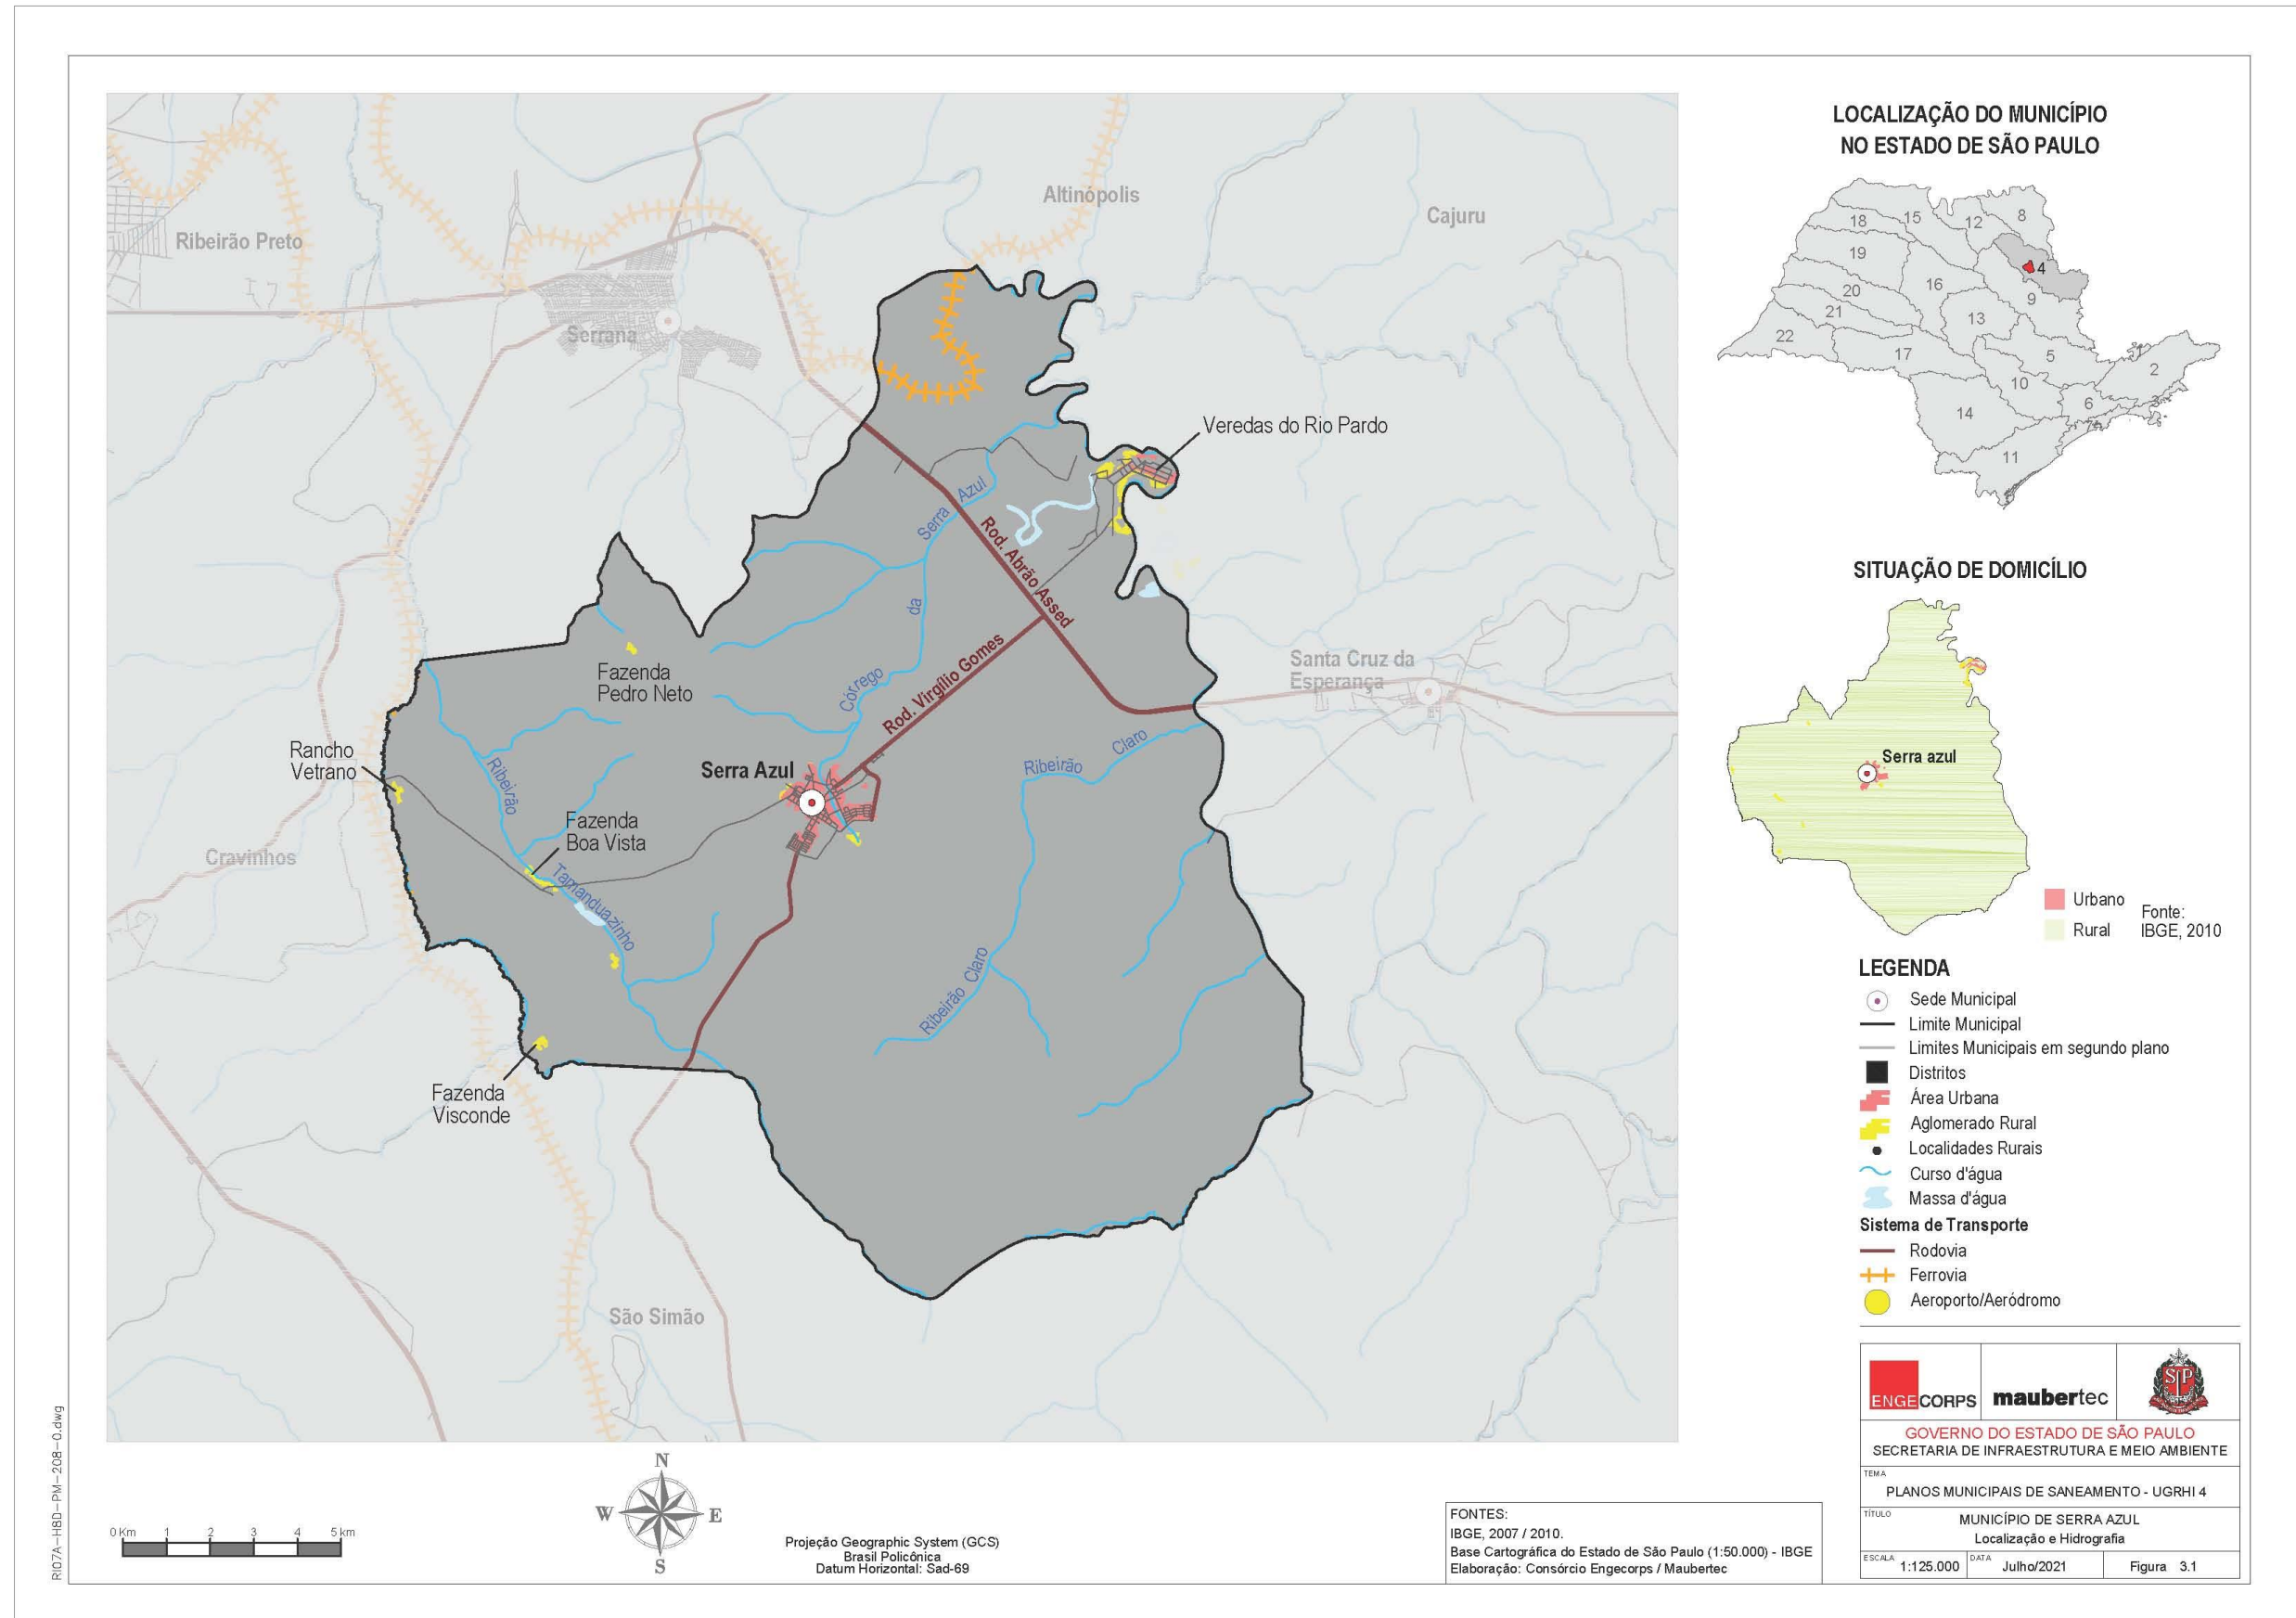 Ribeirão Preto
Altinópolis
Cajuru
Serrana
Veredas do Rio Pardo
Serra
Azul
Rod. Abrão Assed
da
Fazenda
Pedro Neto
Córrego
Rod. Virgílio Gomes
Santa Cruz da
Esperança
Rancho
Vetrano
Ribeirão
Serra Azul
Ribeirão
Claro
Fazenda
Boa Vista
Cravinhos
Tamanduazinho
Ribeirão Claro
Fazenda
Visconde
São Simão
LOCALIZAÇÃO DO MUNICÍPIO
NO ESTADO DE SÃO PAULO
18
15
12
8
19
4
16
9
20
21
13
22
17
5
1
2
10
6
3
14
7
11
SITUAÇÃO DE DOMICÍLIO
Serra azul
Urbano
Rural
Fonte:
IBGE, 2010
LEGENDA
Sede Municipal
Limite Municipal
Limites Municipais em segundo plano
Distritos
Área Urbana
Aglomerado Rural
Localidades Rurais
Curso d'água
Massa d'água
Sistema de Transporte
Rodovia
Ferrovia
Aeroporto/Aeródromo
ENGECORPS
maubertec
SP
GOVERNO DO ESTADO DE SÃO PAULO
SECRETARIA DE INFRAESTRUTURA E MEIO AMBIENTE
TEMA
PLANOS MUNICIPAIS DE SANEAMENTO - UGRHI 4
TÍTULO
MUNICÍPIO DE SERRA AZUL
Localização e Hidrografia
ESCALA 1:125.000
DATA Julho/2021
Figura 3.1
0 Km 1 2 3 4 5 km
N
W
E
S
Projeção Geographic System (GCS)
Brasil Policônica
Datum Horizontal: Sad-69
FONTES:
IBGE, 2007 / 2010.
Base Cartográfica do Estado de São Paulo (1:50.000) - IBGE
Elaboração: Consórcio Engecorps / Maubertec
RI07A-HBD-PM-208-0.dwg